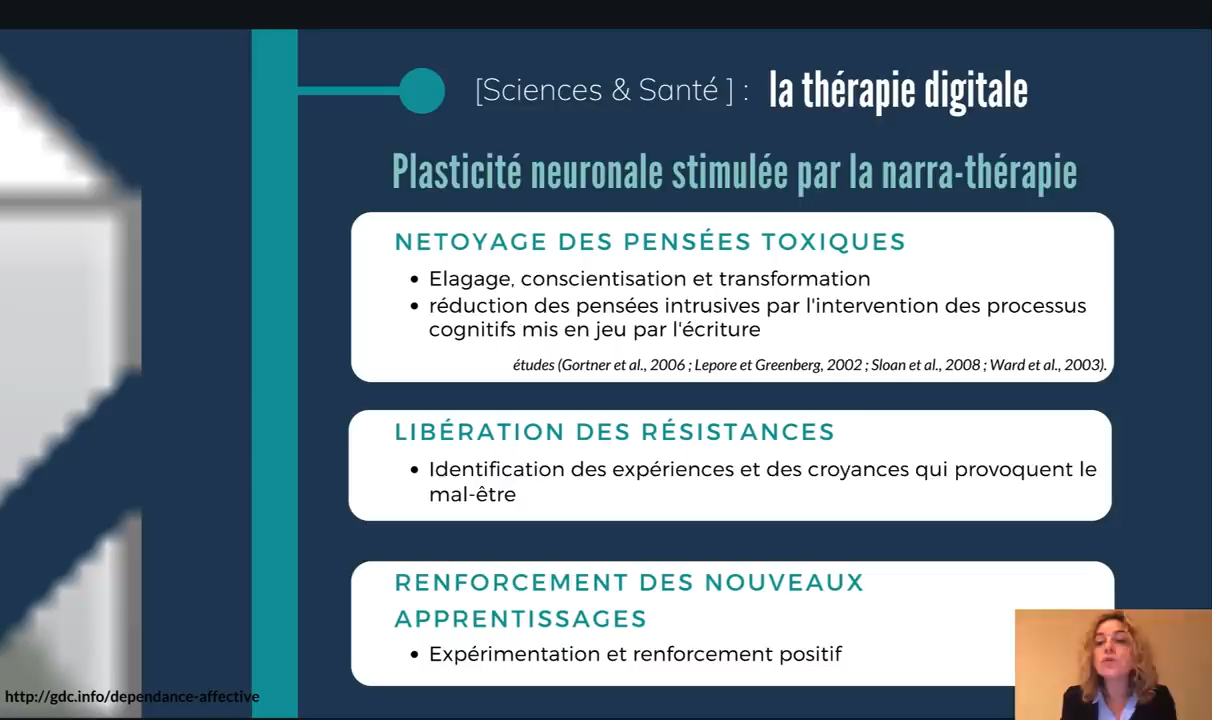 [Sciences & Santé ] : la thérapie digitale
Plasticité neuronale stimulée par la narra-thérapie
NETOYAGE DES PENSÉES TOXIQUES
• Elagage, conscientisation et transformation
• réduction des pensées intrusives par l'intervention des processus
cognitifs mis en jeu par l'écriture
études (Gortner et al., 2006 ; Lepore et Greenberg, 2002 ; Sloan et al., 2008 ; Ward et al., 2003).
LIBÉRATION DES RÉSISTANCES
• Identification des expériences et des croyances qui provoquent le
mal-être
RENFORCEMENT DES NOUVEAUX
APPRENTISSAGES
• Expérimentation et renforcement positif
http://gdc.info/dependance-affective